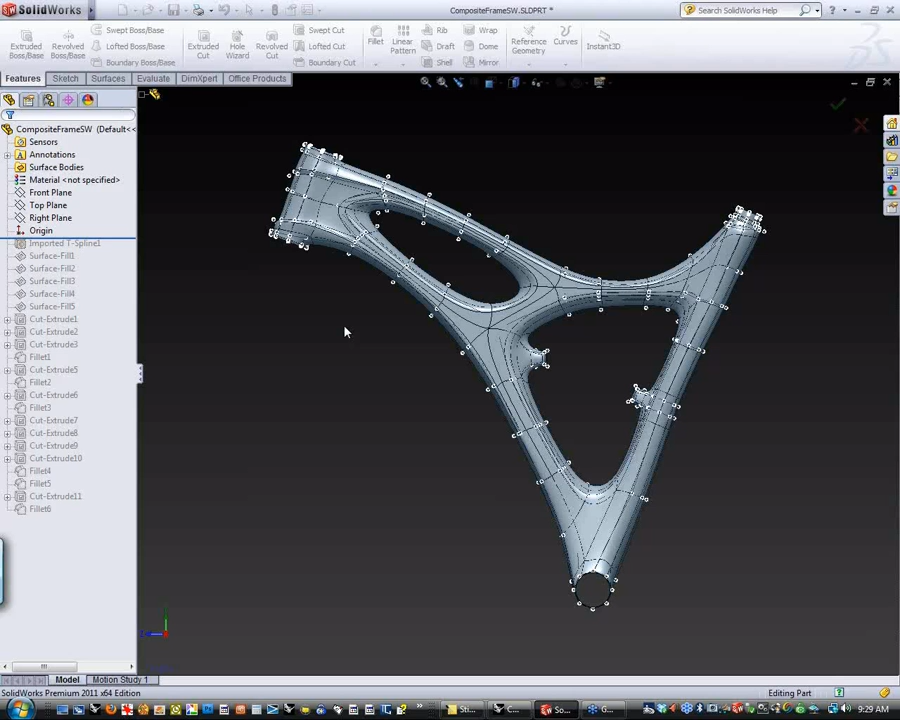 SolidWorks
CompositeFrameSW.SLDPRT *
Search SolidWorks
Extruded Boss/Base
Revolved Boss/Base
Swept Boss/Base
Lofted Boss/Base
Boundary Boss/Base
Extruded Cut
Hole Wizard
Revolved Cut
Swept Cut
Lofted Cut
Boundary Cut
Fillet
Linear Pattern
Rib
Draft
Shell
Wrap
Dome
Mirror
Reference Geometry
Curves
Instant3D
Features
Sketch
Surfaces
Evaluate
DimXpert
Office Products
CompositeFrameSW (Default<<
Sensors
Annotations
Surface Bodies
Material <not specified>
Front Plane
Top Plane
Right Plane
Origin
Imported T-Spline1
Surface-Fill1
Surface-Fill2
Surface-Fill3
Surface-Fill4
Surface-Fill5
Cut-Extrude1
Cut-Extrude2
Cut-Extrude3
Fillet1
Cut-Extrude5
Fillet2
Cut-Extrude6
Fillet3
Cut-Extrude7
Cut-Extrude8
Cut-Extrude9
Cut-Extrude10
Fillet4
Fillet5
Cut-Extrude11
Fillet6
Model
Motion Study 1
SolidWorks Premium 2011 x64 Edition
Editing Part
Sti...
C...
So...
G...
9:29 AM